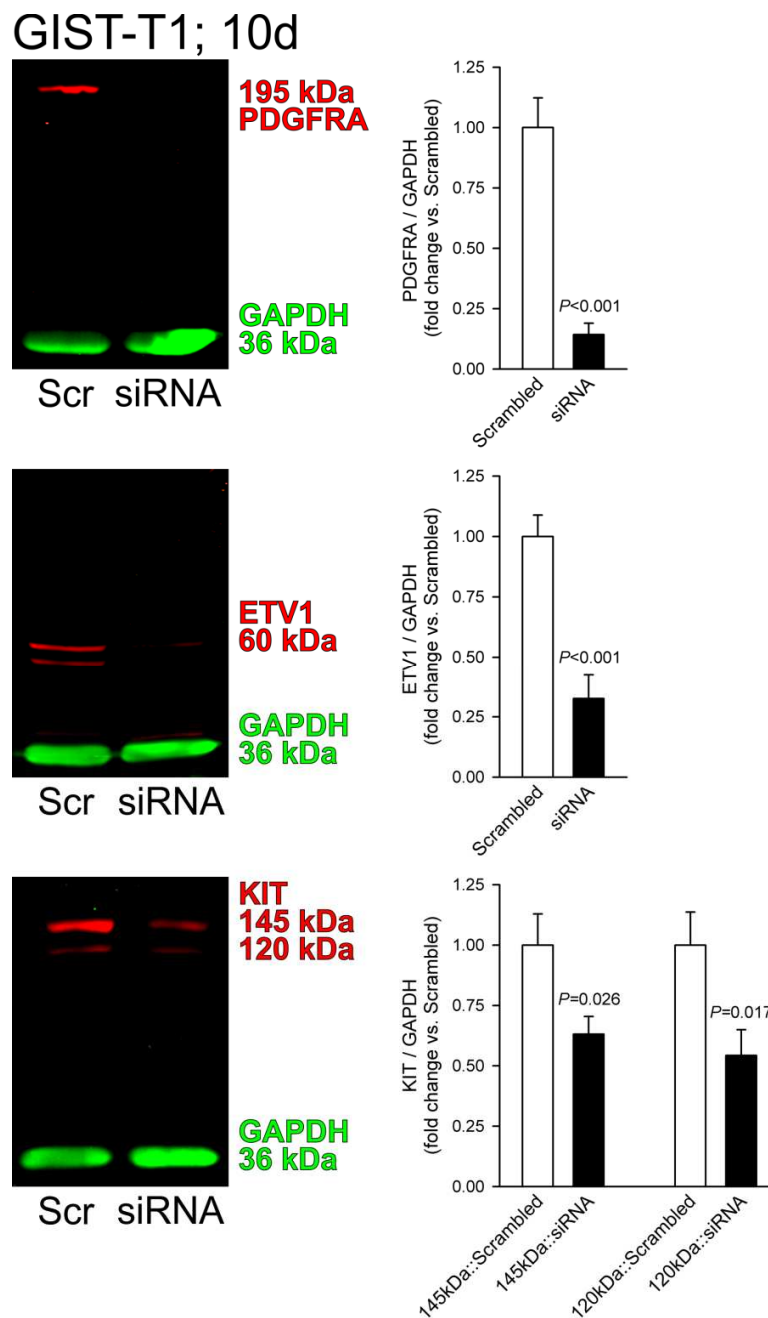 GIST-T1; 10d
195 kDa
PDGFRA
GAPDH
36 kDa
Scr siRNA
PDGFRA / GAPDH
(fold change vs. Scrambled)
1.25
1.00
0.75
0.50
0.25
0.00
P<0.001
Scrambled
siRNA
ETV1
60 kDa
GAPDH
36 kDa
Scr siRNA
ETV1 / GAPDH
(fold change vs. Scrambled)
1.25
1.00
0.75
0.50
0.25
0.00
P<0.001
Scrambled
siRNA
KIT
145 kDa
120 kDa
GAPDH
36 kDa
Scr siRNA
KIT / GAPDH
(fold change vs. Scrambled)
1.25
1.00
0.75
0.50
0.25
0.00
P=0.026
P=0.017
145kDa::Scrambled
145kDa::siRNA
120kDa::Scrambled
120kDa::siRNA